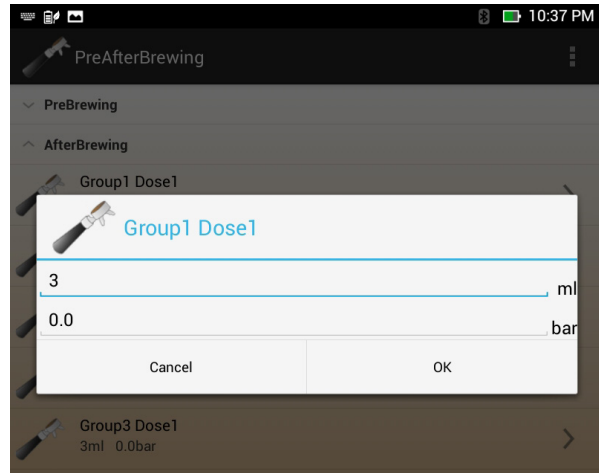 10:37 PM
PreAfterBrewing
PreBrewing
AfterBrewing
Group1 Dose1
Group1 Dose1
3 ml
0.0 bar
Cancel OK
Group3 Dose1
3ml 0.0bar